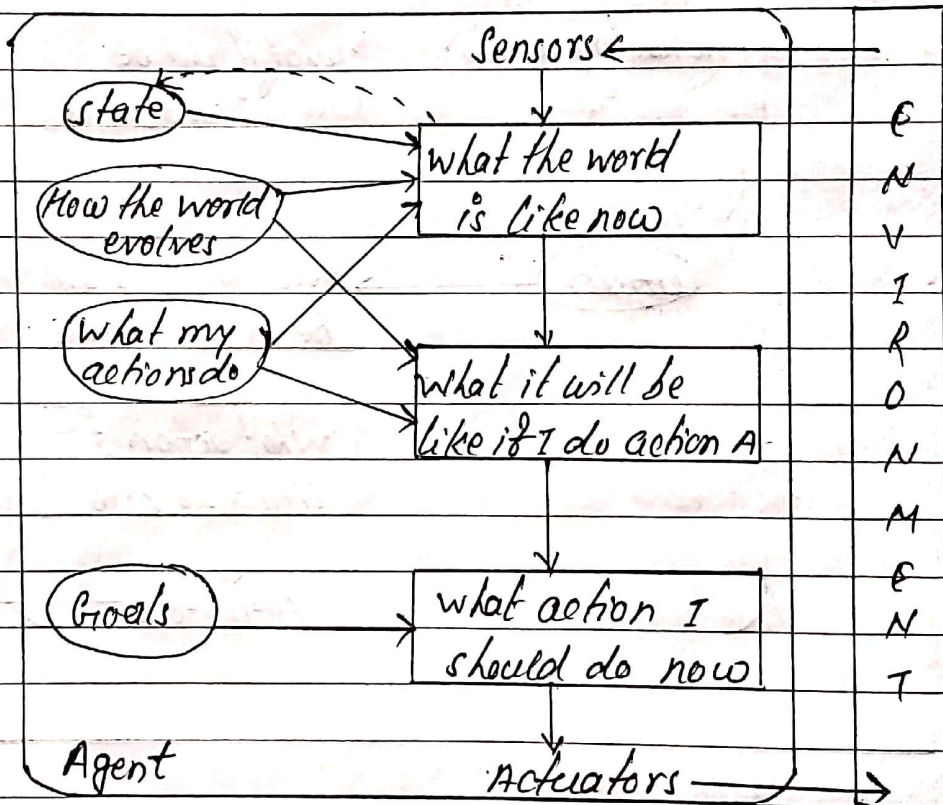 Sensors
state
what the world
is like now
How the world
evolves
What my
actions do
what it will be
like if I do action A
Goals
what action I
should do now
Agent
Actuators
E
N
V
I
R
O
N
M
E
N
T